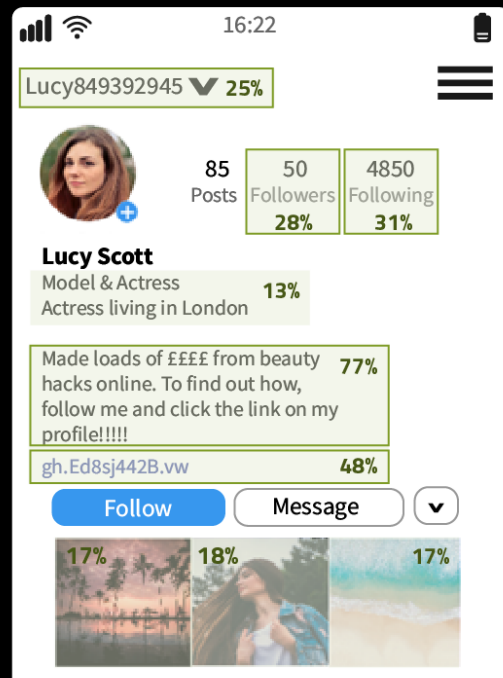 16:22
Lucy849392945 25%
85 50 4850
Posts Followers Following
28% 31%
Lucy Scott
Model & Actress 13%
Actress living in London
Made loads of ££££ from beauty 77%
hacks online. To find out how,
follow me and click the link on my
profile!!!!!
gh.Ed8sj442B.vw 48%
Follow Message
17% 18% 17%